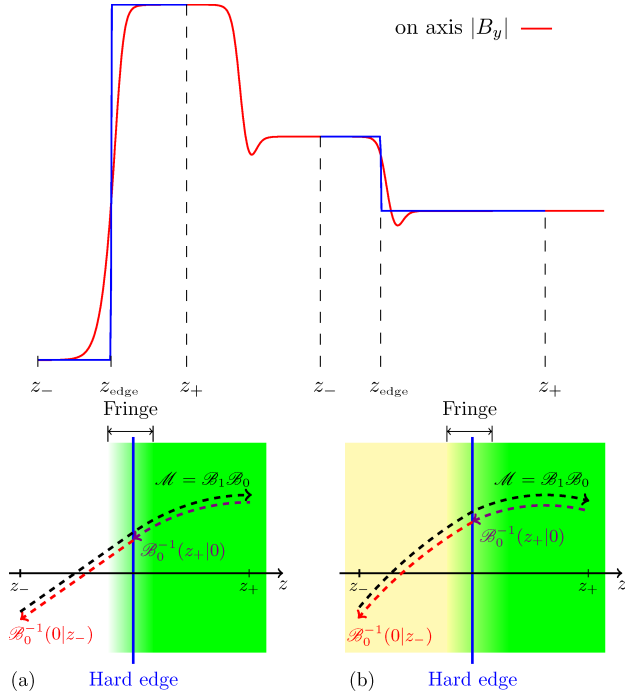 on axis |B_y|
z_− z_edge z_+ z_− z_edge z_+
Fringe Fringe
ℳ = ℬ_1ℬ_0 ℳ = ℬ_1ℬ_0
ℬ_0^{−1}(z_+|0) ℬ_0^{−1}(z_+|0)
z_− z_+ z z_− z_+ z
ℬ_0^{−1}(0|z_−) ℬ_0^{−1}(0|z_−)
(a) Hard edge (b) Hard edge